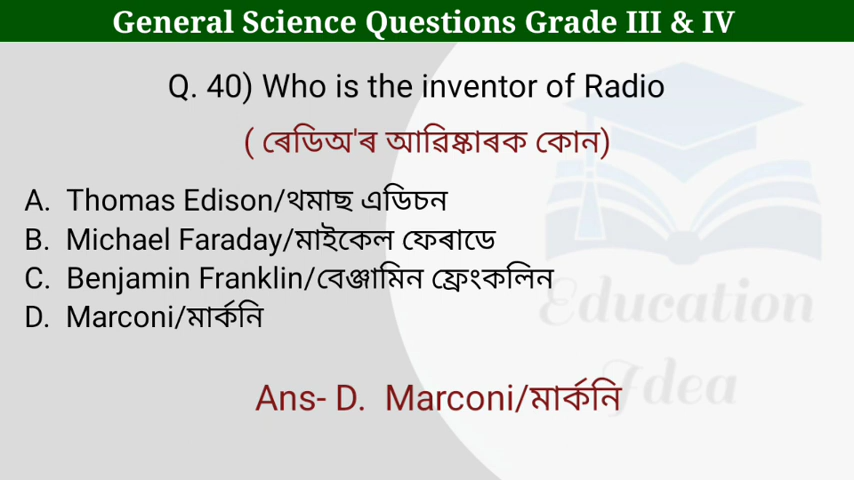 General Science Questions Grade III & IV
Q. 40) Who is the inventor of Radio
( ৰেডিঅ'ৰ আৱিষ্কাৰক কোন)
A. Thomas Edison/থমাছ এডিচন
B. Michael Faraday/মাইকেল ফেৰাডে
C. Benjamin Franklin/বেঞ্জামিন ফ্ৰেংকলিন
D. Marconi/মাৰ্কনি
Education
Idea
Ans- D. Marconi/মাৰ্কনি